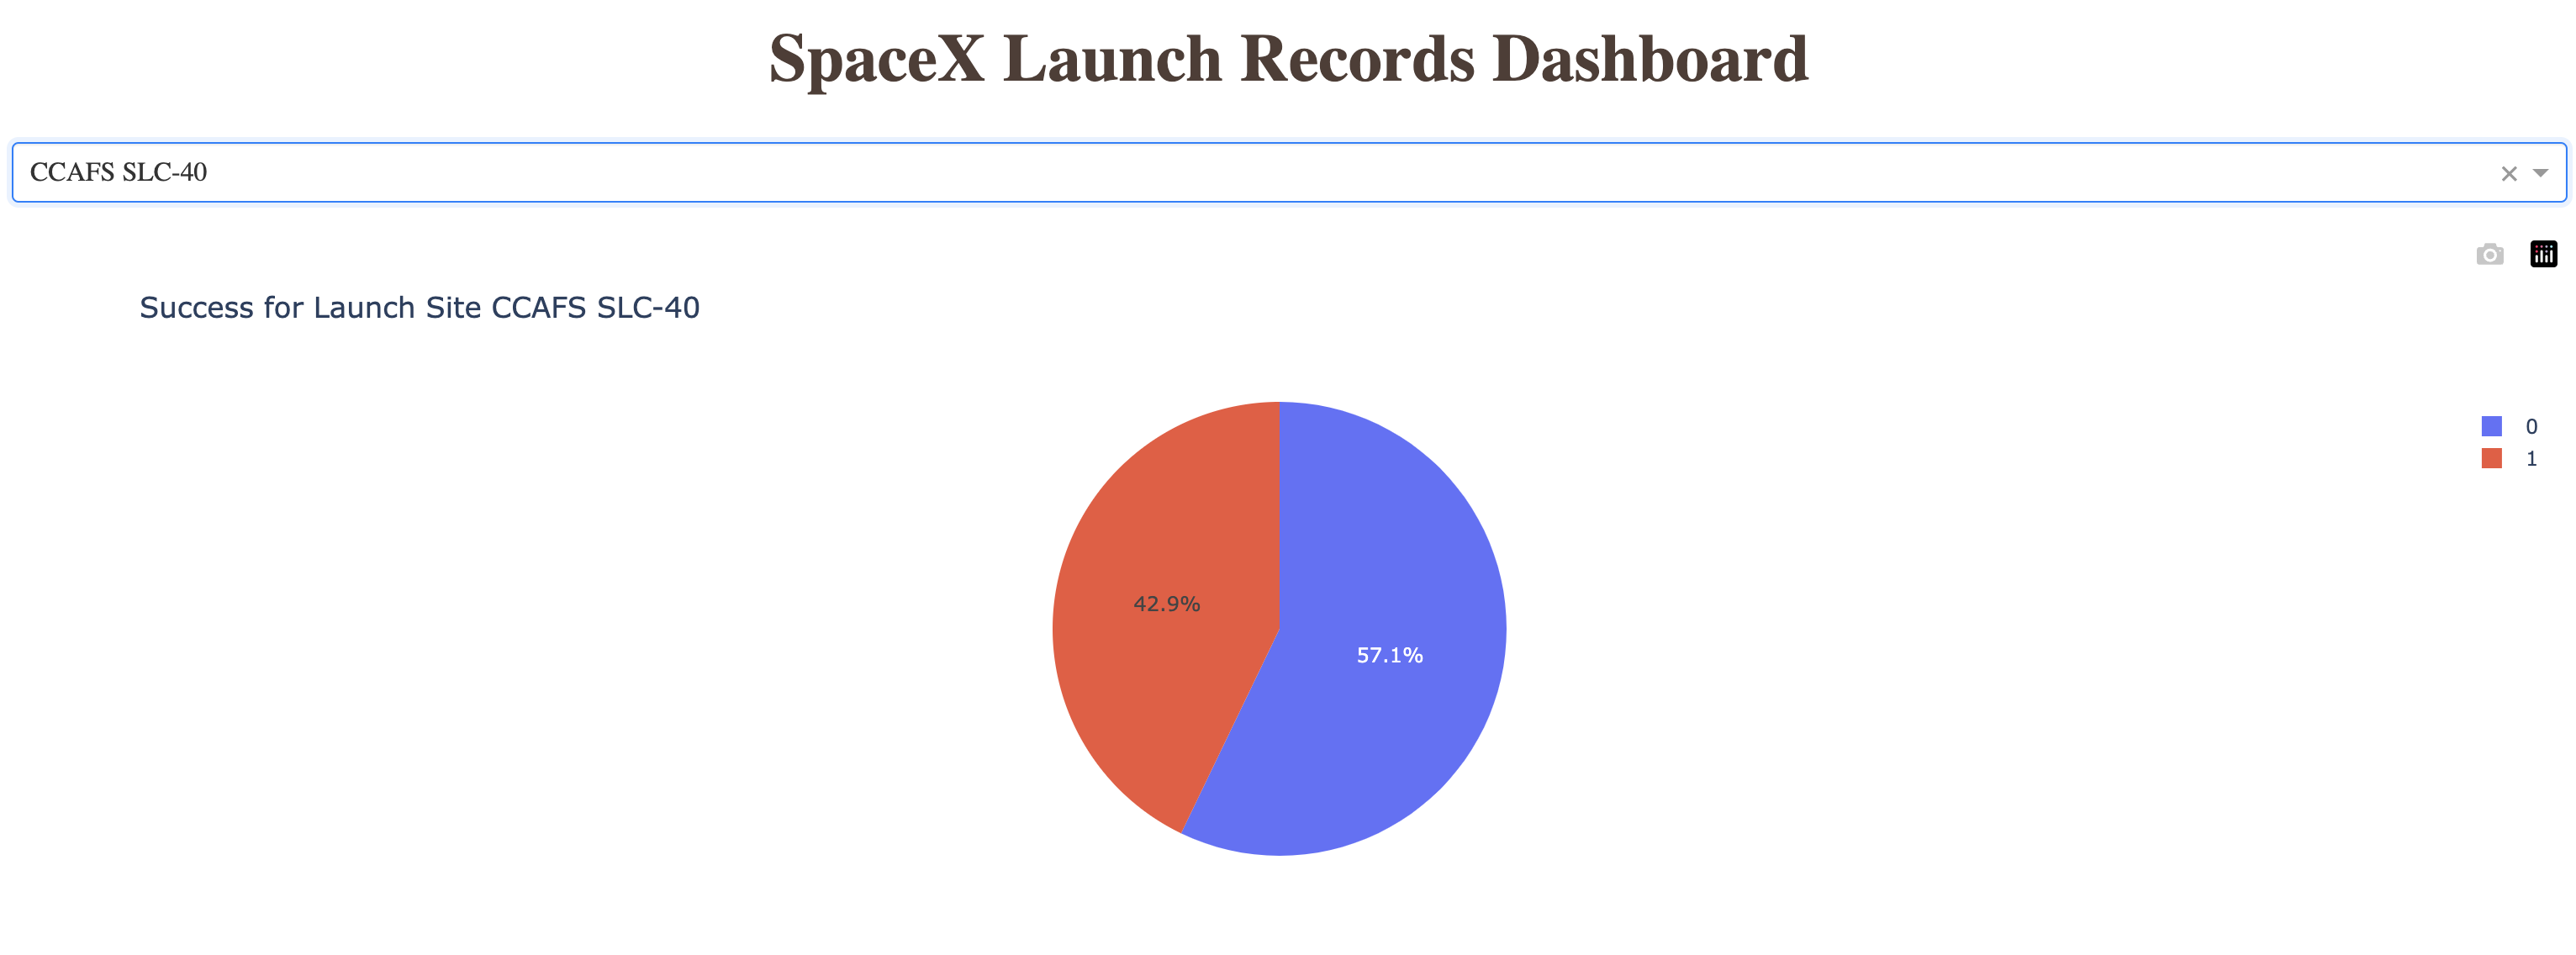 SpaceX Launch Records Dashboard
CCAFS SLC-40
Success for Launch Site CCAFS SLC-40
0
1
42.9%
57.1%